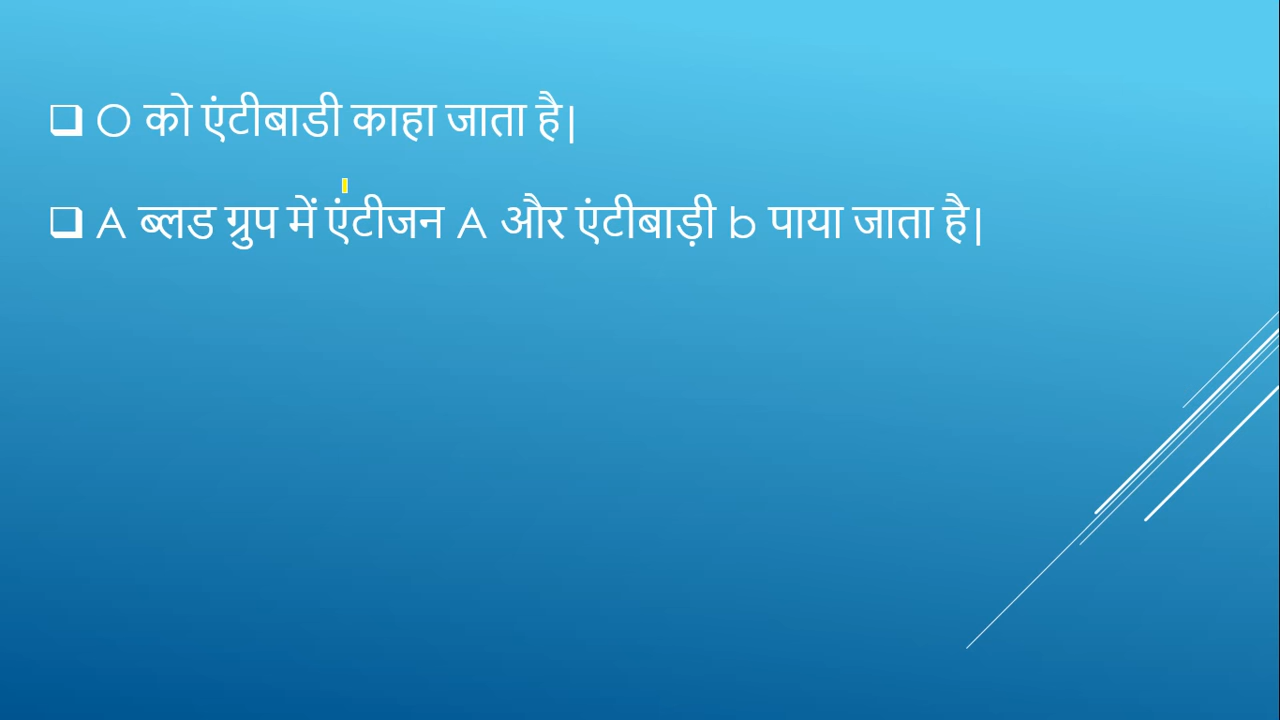 ❑ O को एंटीबाडी काहा जाता है।
❑ A ब्लड ग्रुप में एंटीजन A और एंटीबाड़ी b पाया जाता है।